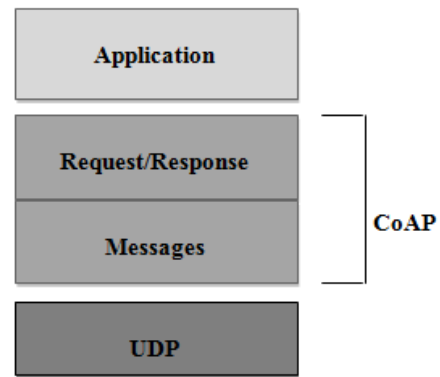 Application
Request/Response
CoAP
Messages
UDP